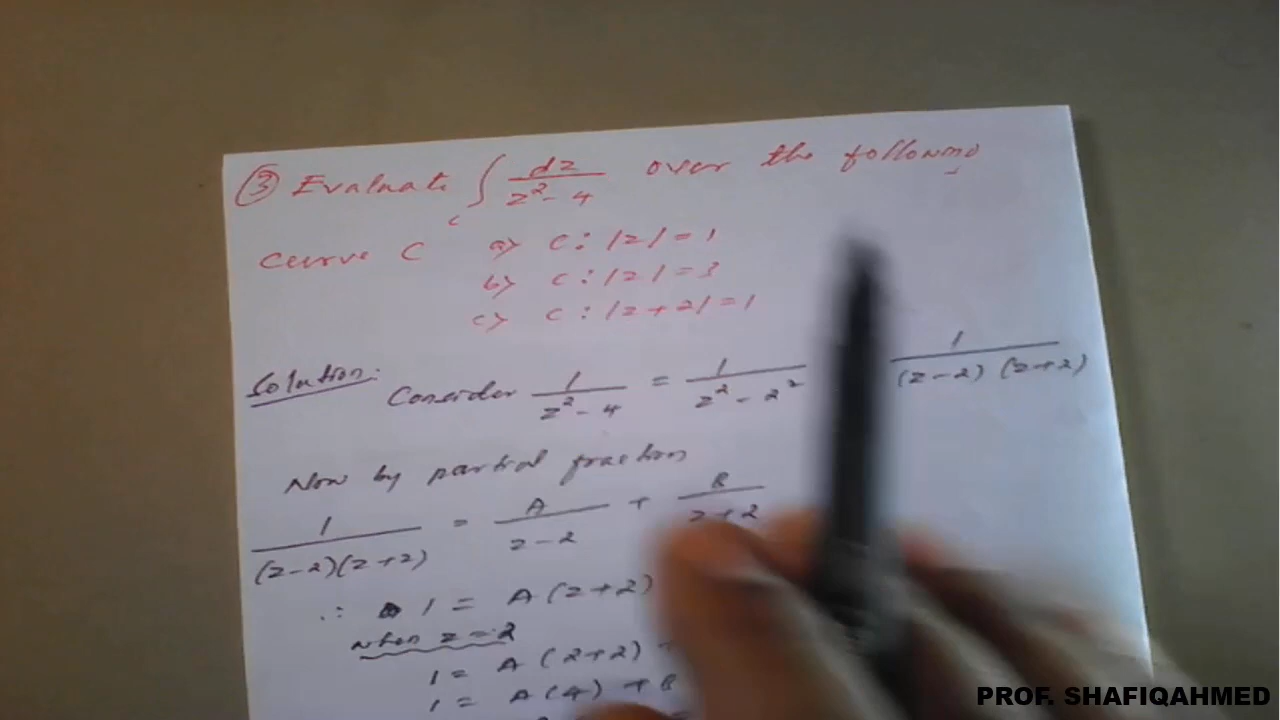 ③ Evaluate ∫_c dz / (z² - 4) over the following
curve C a> C : |z| = 1
b> C : |z| = 3
c> C : |z+2| = 1
Solution: Consider 1 / (z² - 4) = 1 / (z² - 2²) 1 / ((z-2) (z+2))
Now by partial fraction
1 / ((z-2)(z+2)) = A / (z-2) + B / (z+2)
∴ 1 = A(z+2)
when z = 2
1 = A(2+2) +
1 = A(4) + B
PROF. SHAFIQAHMED